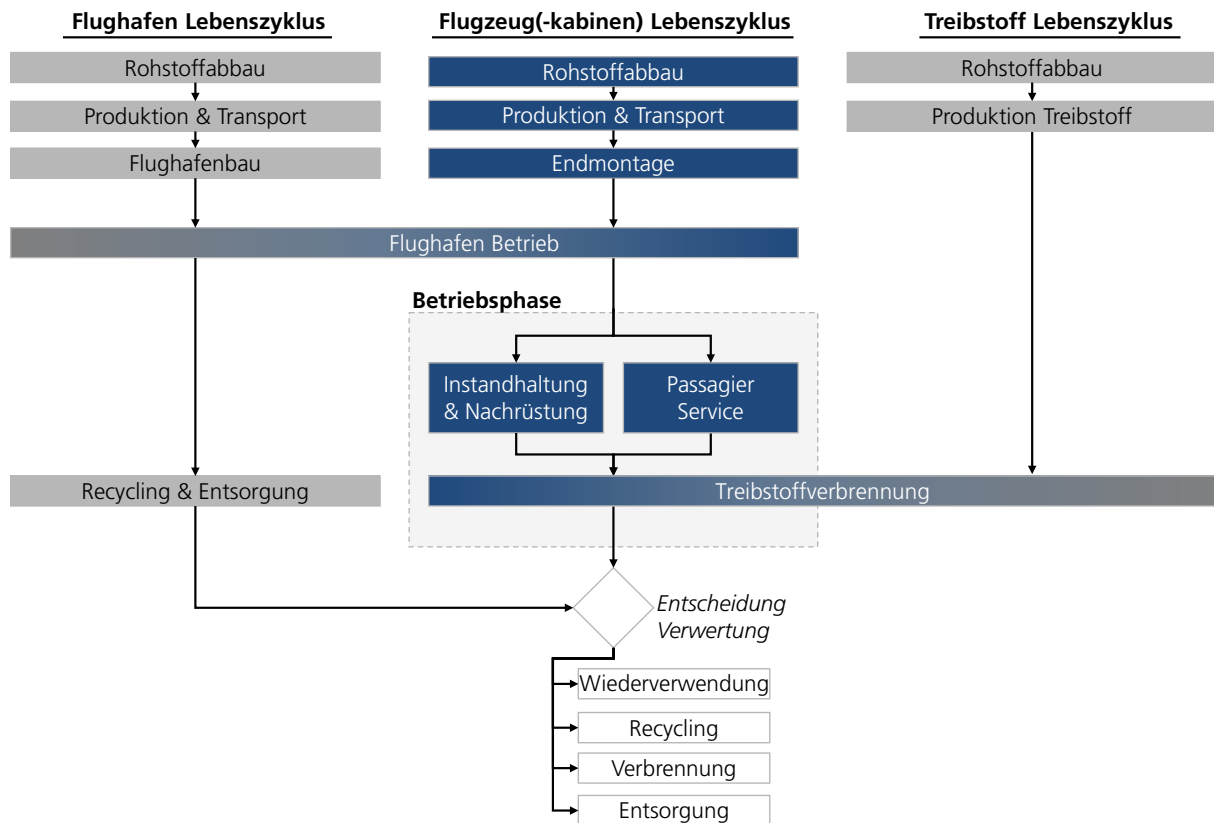 Flughafen Lebenszyklus
Flugzeug(-kabinen) Lebenszyklus
Treibstoff Lebenszyklus
Rohstoffabbau
Rohstoffabbau
Rohstoffabbau
Produktion & Transport
Produktion & Transport
Produktion Treibstoff
Flughafenbau
Endmontage
Flughafen Betrieb
Betriebsphase
Instandhaltung
& Nachrüstung
Passagier
Service
Recycling & Entsorgung
Treibstoffverbrennung
Entscheidung
Verwertung
Wiederverwendung
Recycling
Verbrennung
Entsorgung